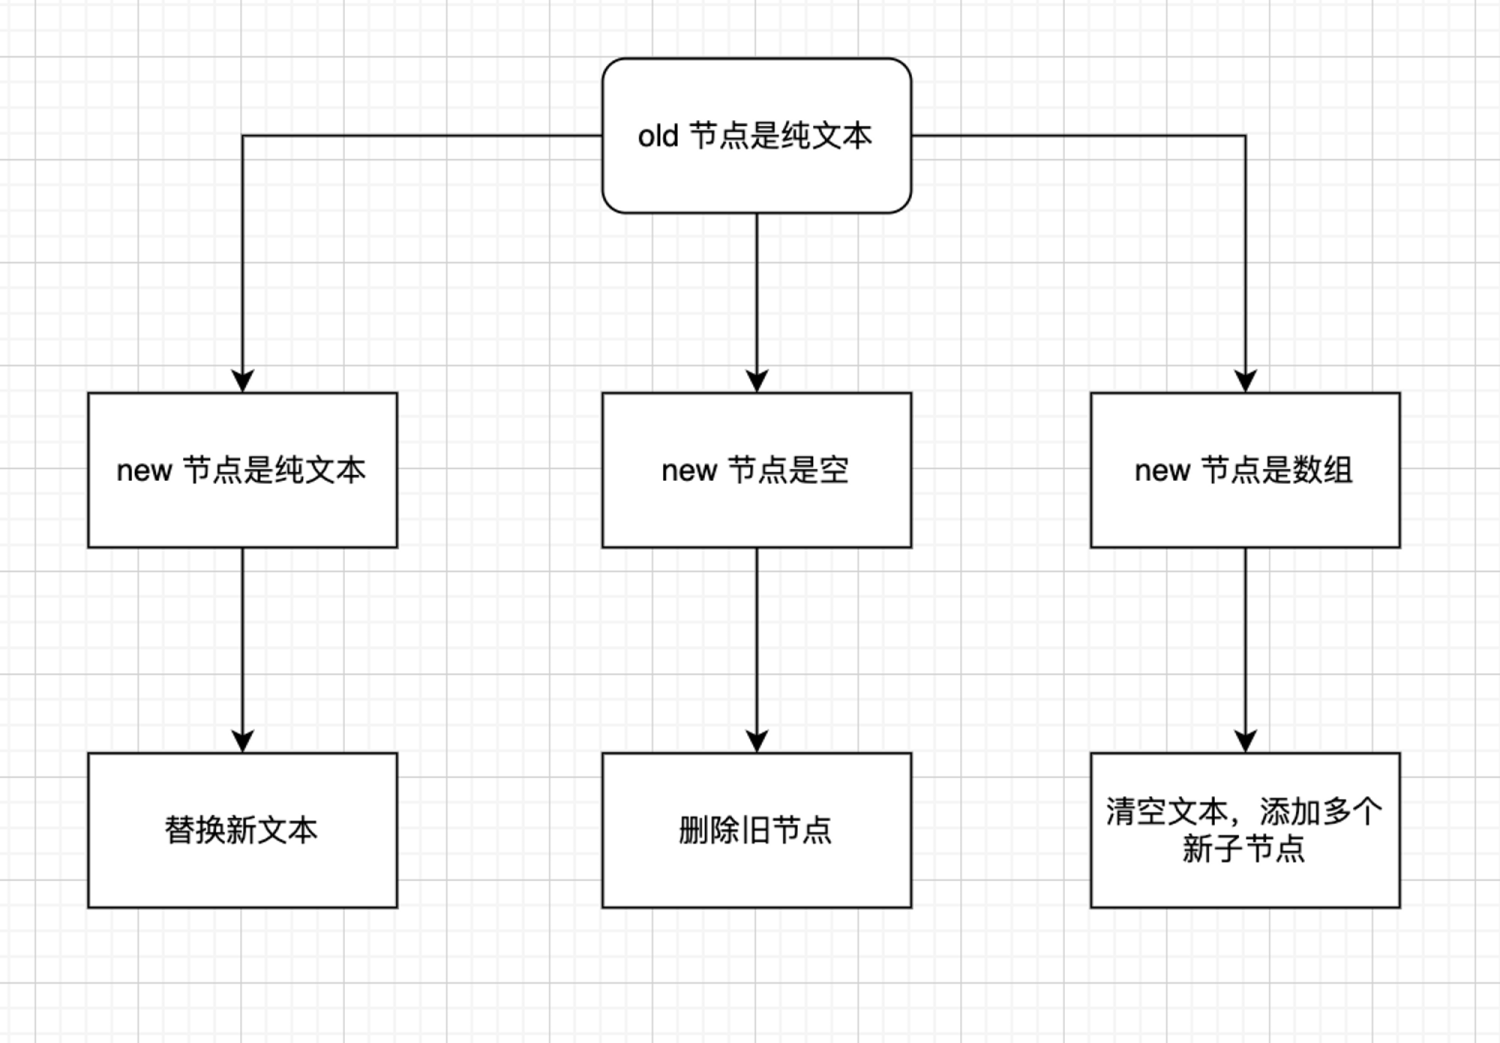 old 节点是纯文本
new 节点是纯文本
new 节点是空
new 节点是数组
替换新文本
删除旧节点
清空文本，添加多个
新子节点